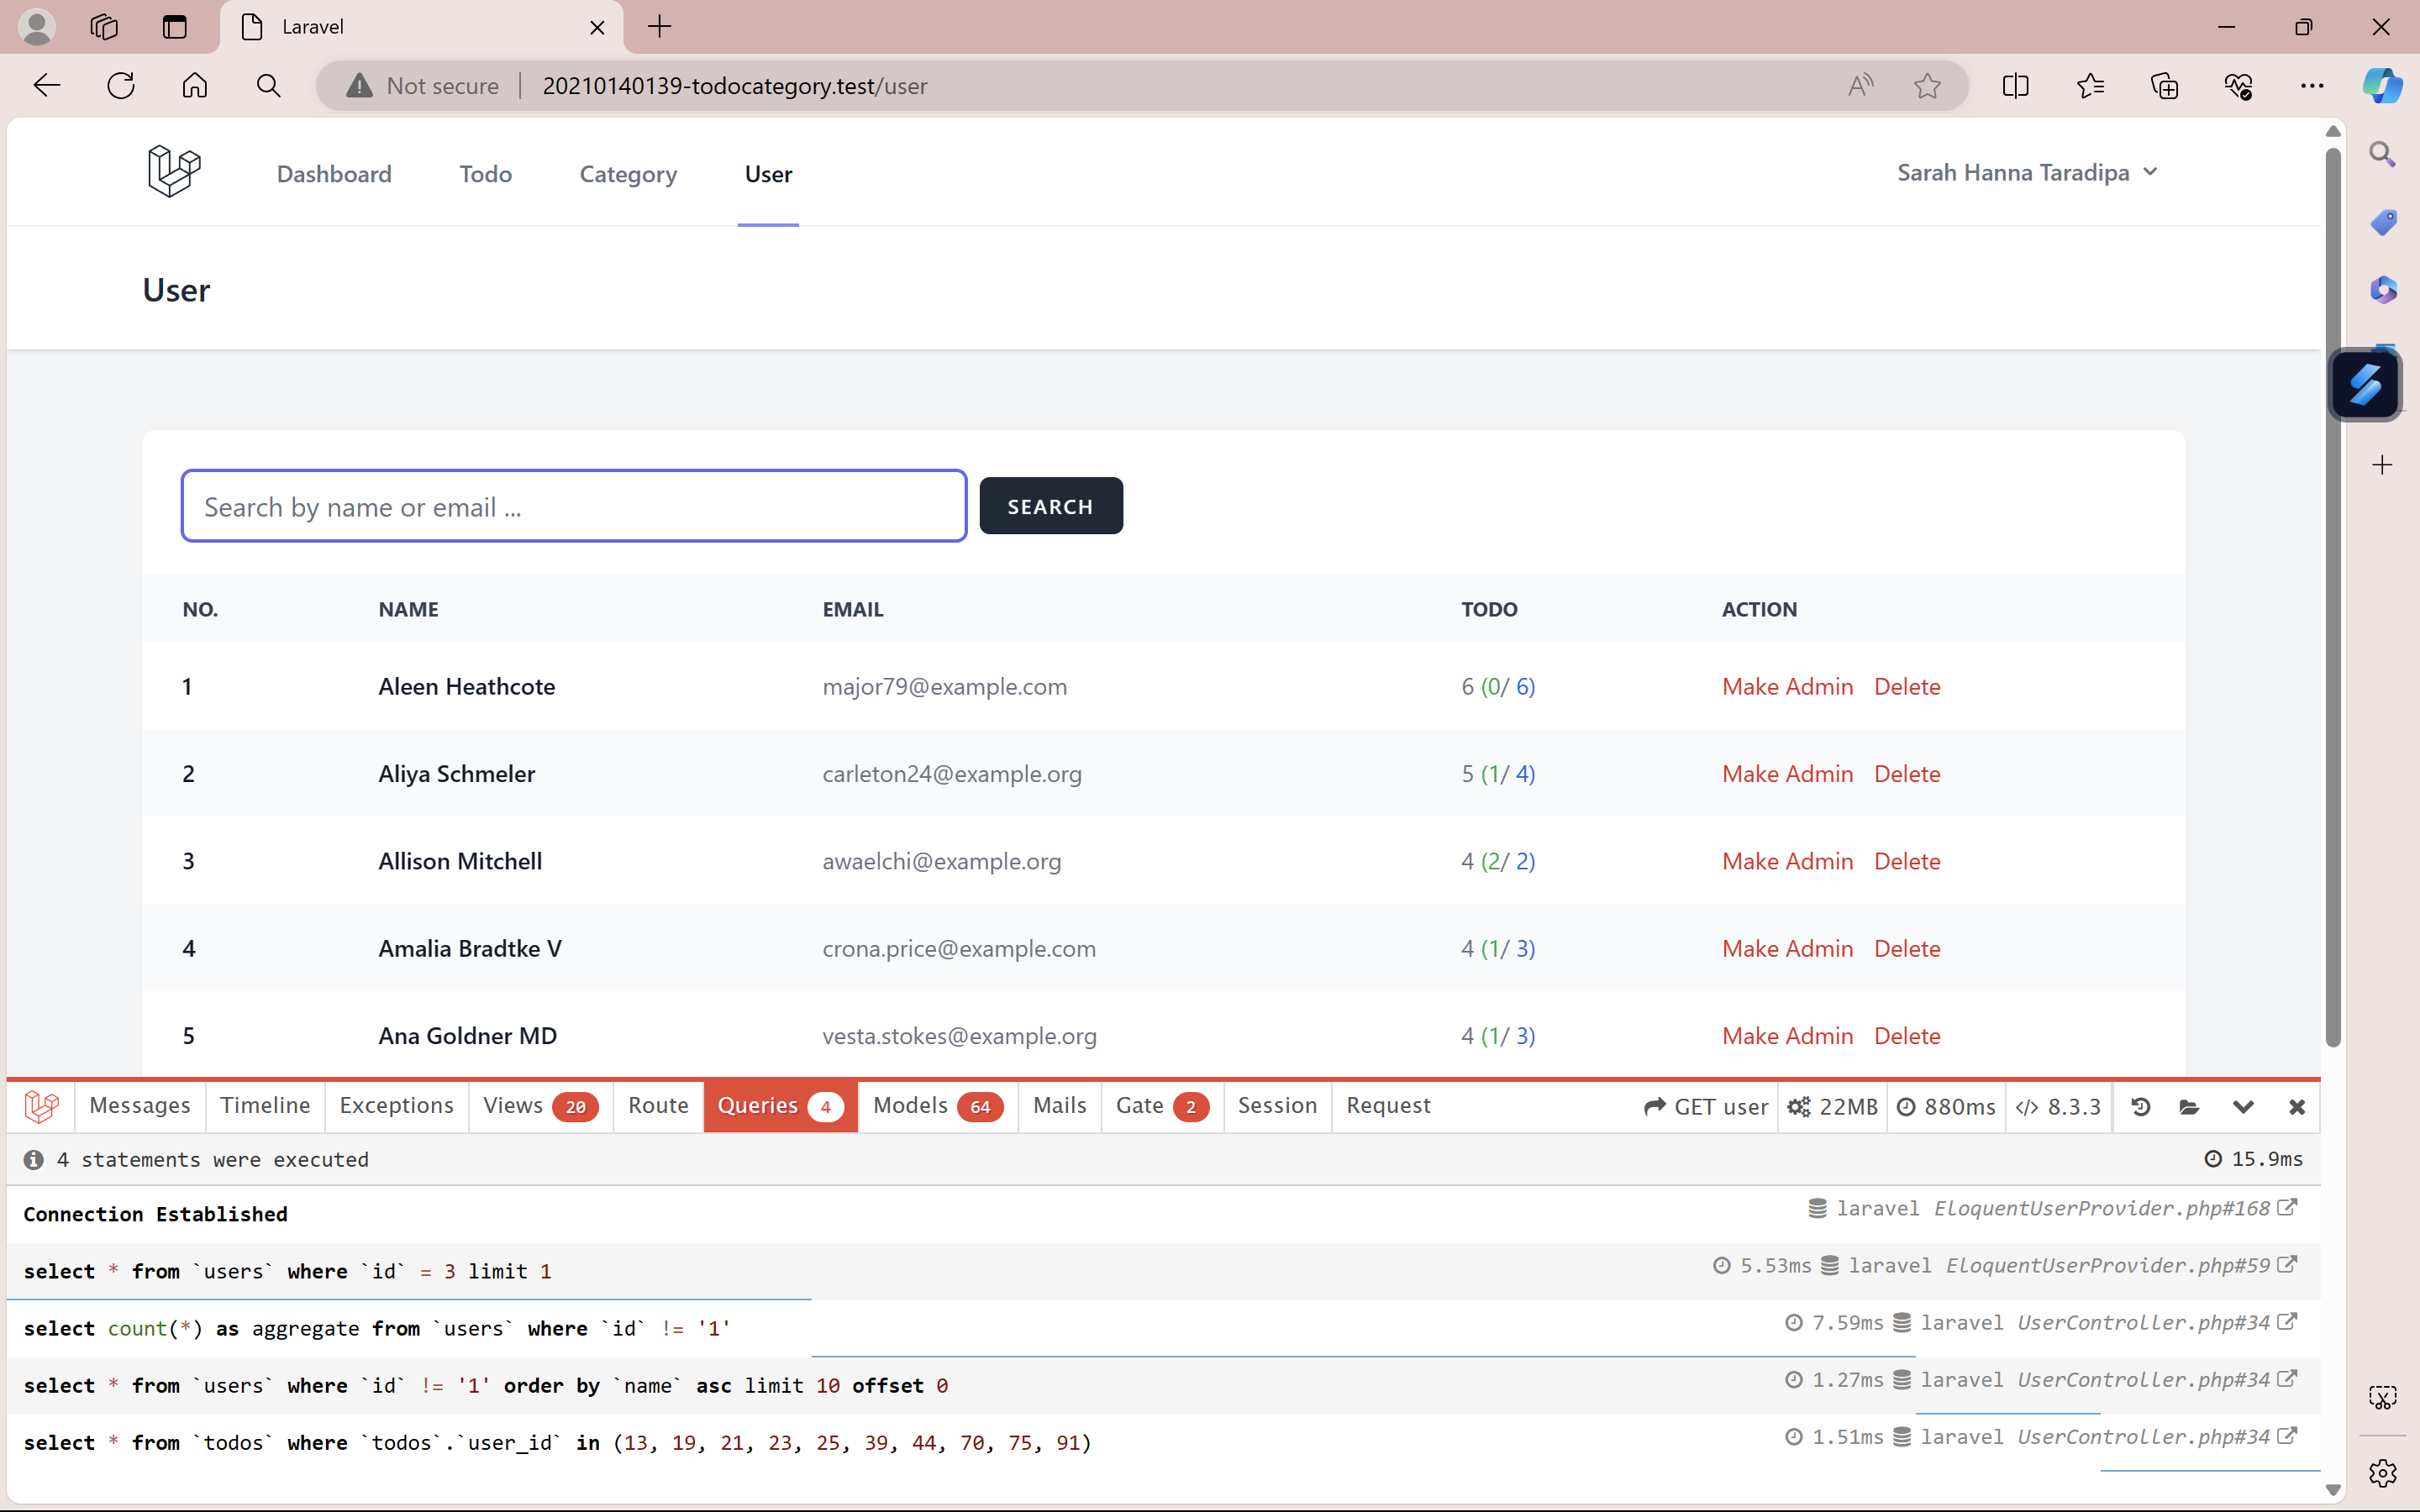 Laravel
Not secure 20210140139-todocategory.test/user
Dashboard Todo Category User Sarah Hanna Taradipa
User
Search by name or email ... SEARCH
NO. NAME EMAIL TODO ACTION
1 Aleen Heathcote major79@example.com 6 (0/ 6) Make Admin Delete
2 Aliya Schmeler carleton24@example.org 5 (1/ 4) Make Admin Delete
3 Allison Mitchell awaelchi@example.org 4 (2/ 2) Make Admin Delete
4 Amalia Bradtke V crona.price@example.com 4 (1/ 3) Make Admin Delete
5 Ana Goldner MD vesta.stokes@example.org 4 (1/ 3) Make Admin Delete
Messages Timeline Exceptions Views 20 Route Queries 4 Models 64 Mails Gate 2 Session Request GET user 22MB 880ms </> 8.3.3
4 statements were executed 15.9ms
Connection Established laravel EloquentUserProvider.php#168
select * from `users` where `id` = 3 limit 1 5.53ms laravel EloquentUserProvider.php#59
select count(*) as aggregate from `users` where `id` != '1' 7.59ms laravel UserController.php#34
select * from `users` where `id` != '1' order by `name` asc limit 10 offset 0 1.27ms laravel UserController.php#34
select * from `todos` where `todos`.`user_id` in (13, 19, 21, 23, 25, 39, 44, 70, 75, 91) 1.51ms laravel UserController.php#34